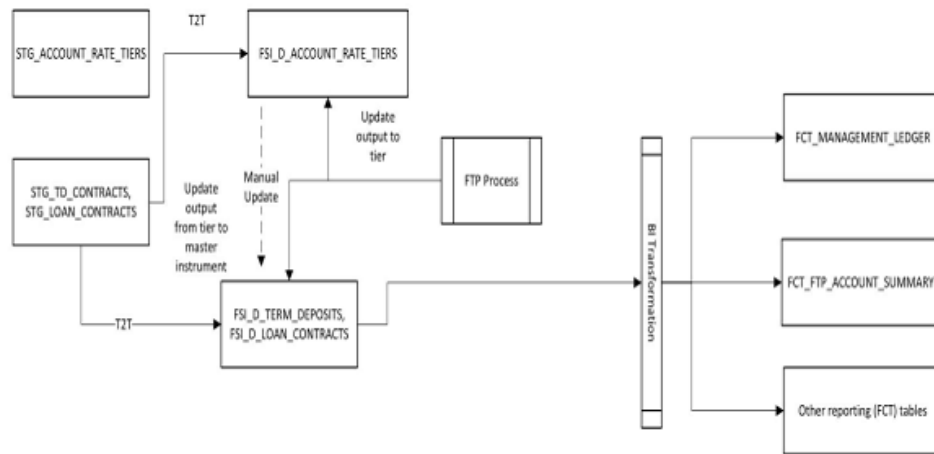 T2T
STG_ACCOUNT_RATE_TIERS
FSI_D_ACCOUNT_RATE_TIERS
Update
output to
tier
FCT_MANAGEMENT_LEDGER
STG_TD_CONTRACTS,
STG_LOAN_CONTRACTS
Update
output
from tier to
master
instrument
Manual
Update
FTP Process
BI Transformation
FCT_FTP_ACCOUNT_SUMMARY
T2T
FSI_D_TERM_DEPOSITS,
FSI_D_LOAN_CONTRACTS
Other reporting (FCT) tables